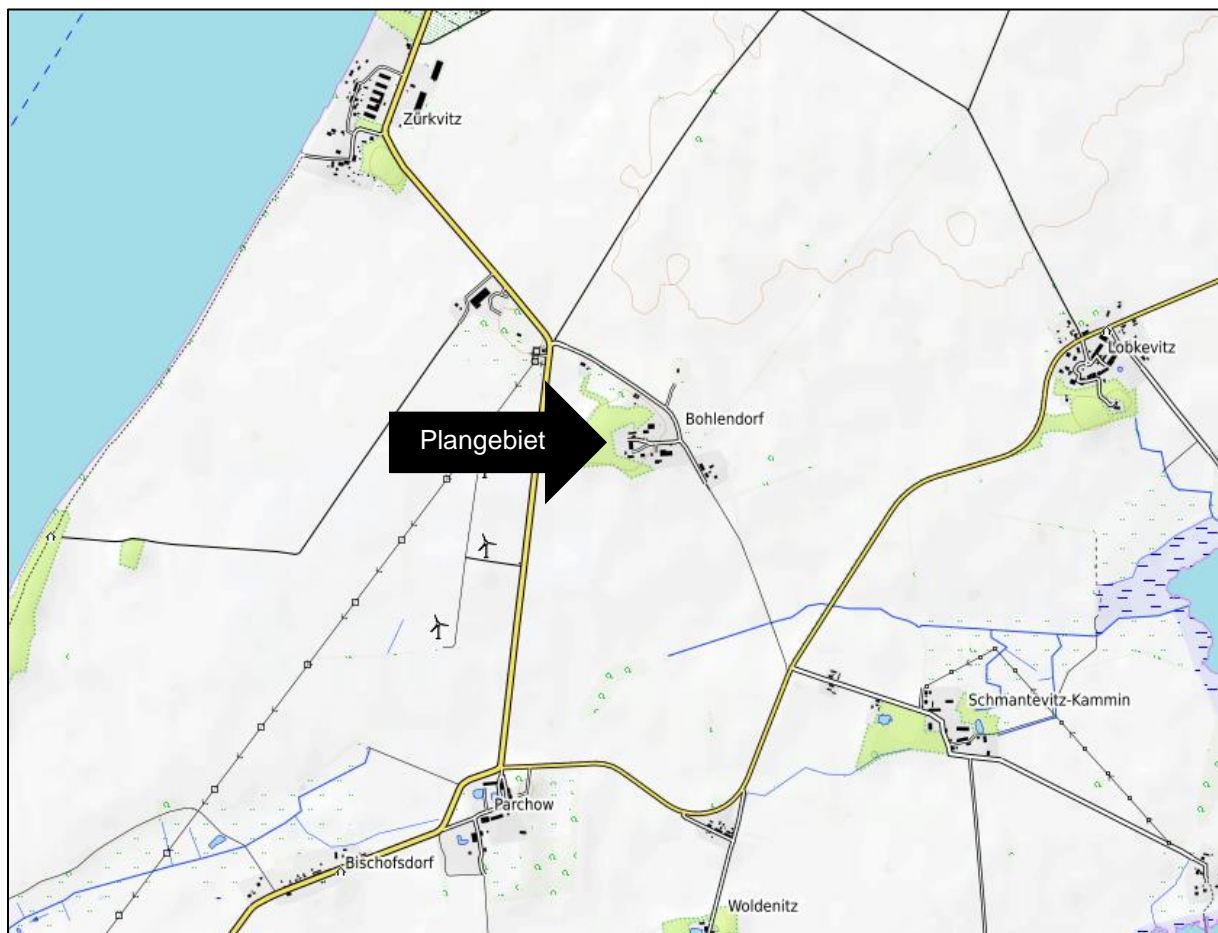 Zürkvitz
Lobkevitz
Bohlendorf
Plangebiet
Schmantevitz-Kammin
Parchow
Bischofsdorf
Woldenitz